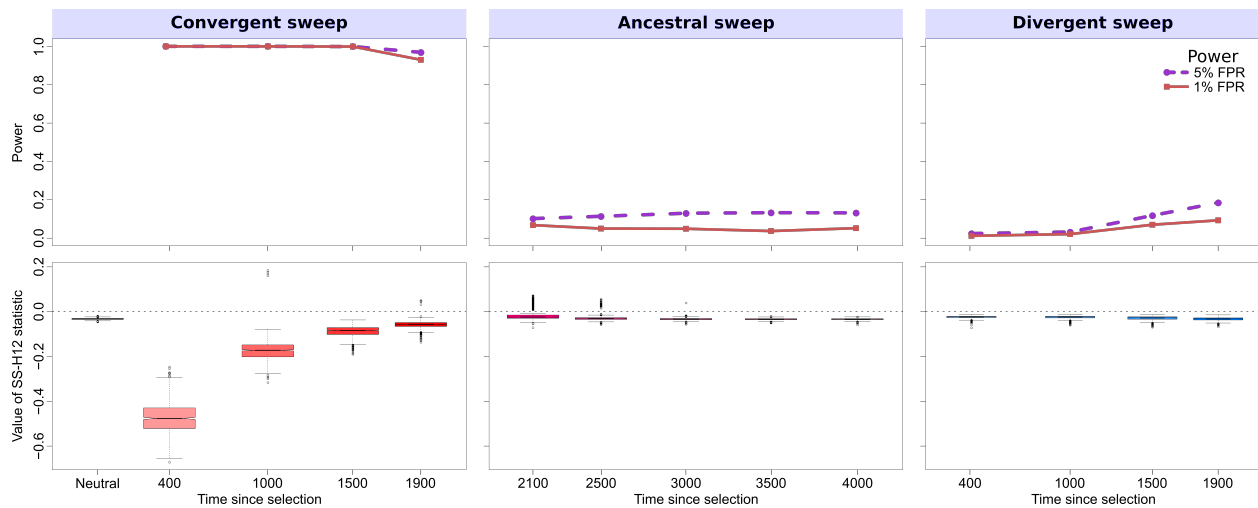 Convergent sweep
Ancestral sweep
Divergent sweep
Power
1.0
0.8
0.6
0.4
0.2
0.0
Power
5% FPR
1% FPR
Value of SS-H12 statistic
0.2
0.0
−0.2
−0.4
−0.6
Neutral 400 1000 1500 1900
Time since selection
2100 2500 3000 3500 4000
Time since selection
400 1000 1500 1900
Time since selection